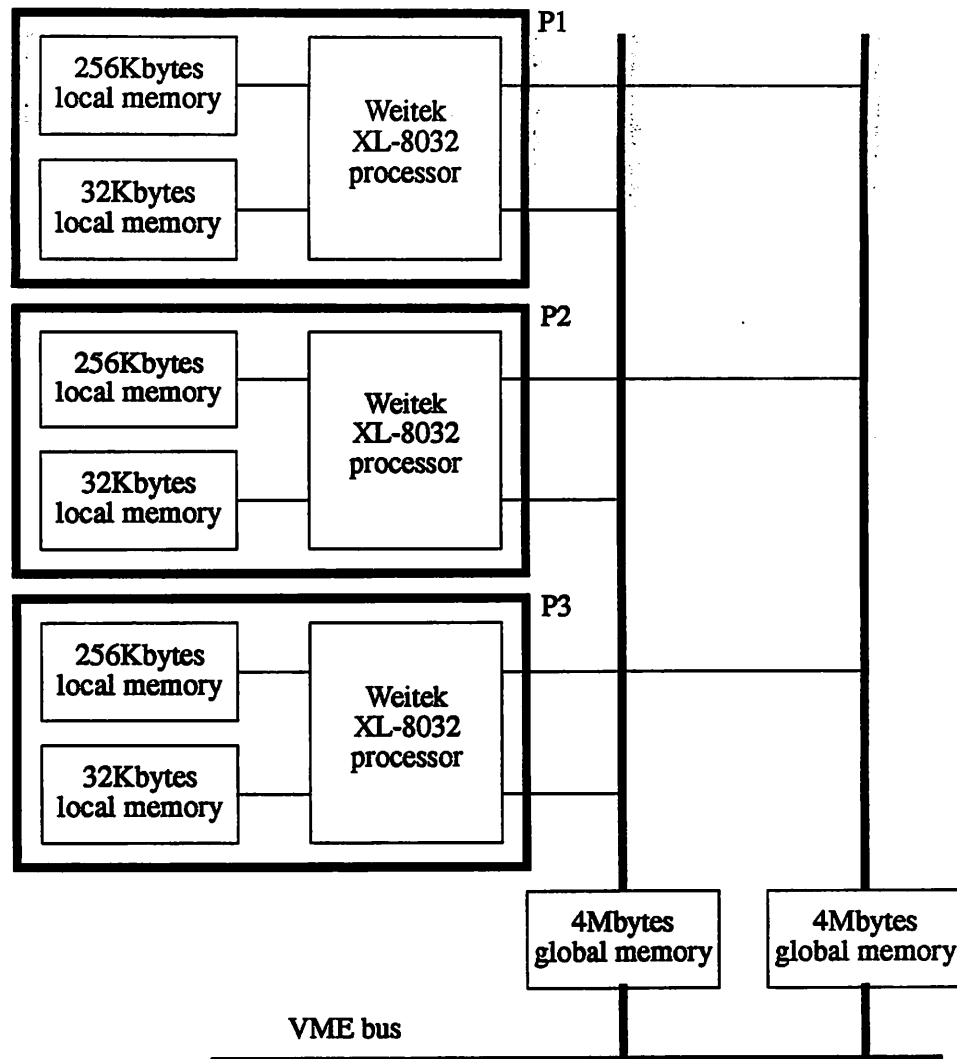 P1
256Kbytes
local memory
Weitek
XL-8032
processor
32Kbytes
local memory
P2
256Kbytes
local memory
Weitek
XL-8032
processor
32Kbytes
local memory
P3
256Kbytes
local memory
Weitek
XL-8032
processor
32Kbytes
local memory
4Mbytes
global memory
4Mbytes
global memory
VME bus